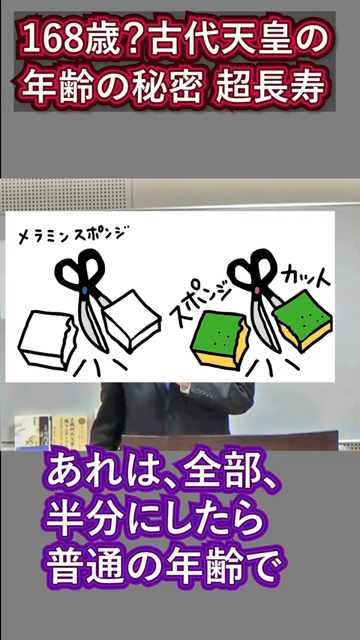 168歳?古代天皇の
年齢の秘密 超長寿
メラミンスポンジ
スポンジ
カット
あれは、全部、
半分にしたら
普通の年齢で